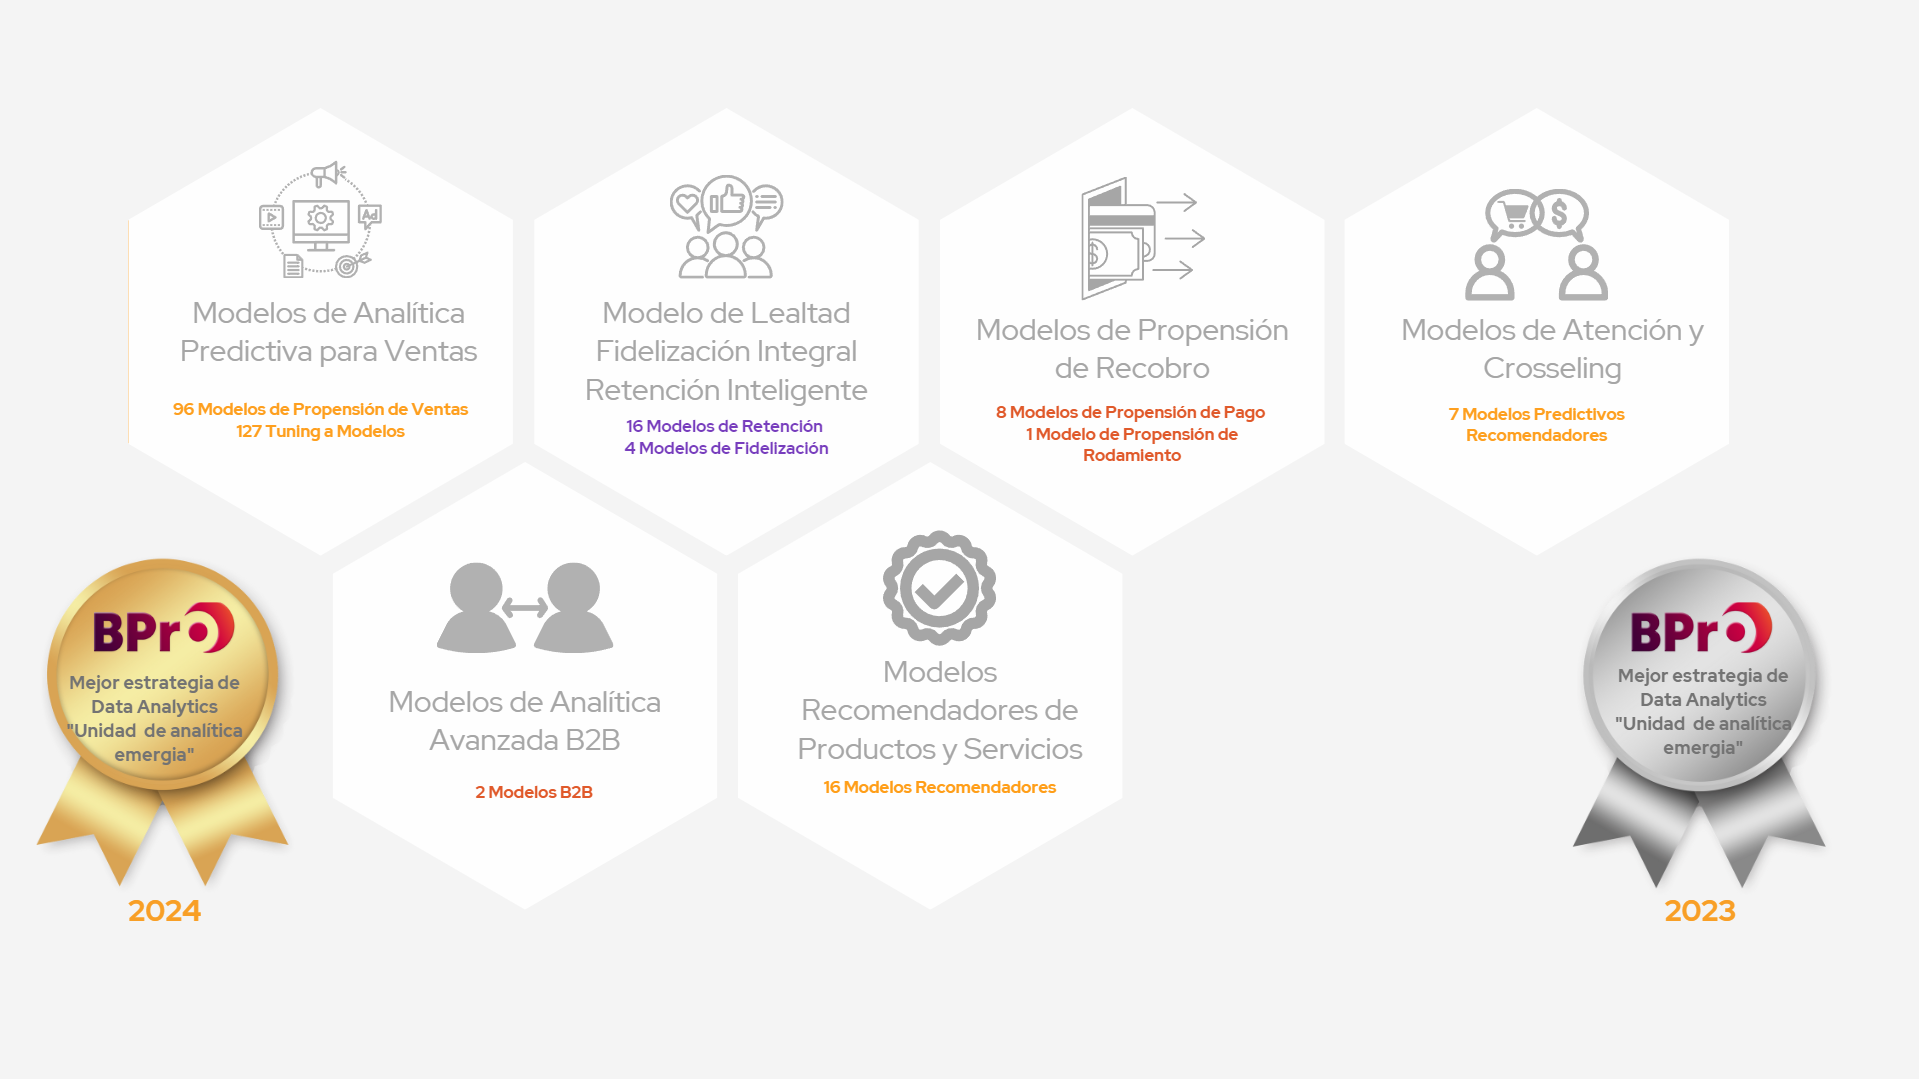 Ad
Modelos de Analítica
Predictiva para Ventas
96 Modelos de Propensión de Ventas
127 Tuning a Modelos
Modelo de Lealtad
Fidelización Integral
Retención Inteligente
16 Modelos de Retención
4 Modelos de Fidelización
$
Modelos de Propensión
de Recobro
8 Modelos de Propensión de Pago
1 Modelo de Propensión de
Rodamiento
$
Modelos de Atención y
Crosseling
7 Modelos Predictivos
Recomendadores
Modelos de Analítica
Avanzada B2B
2 Modelos B2B
Modelos
Recomendadores de
Productos y Servicios
16 Modelos Recomendadores
BPro
Mejor estrategia de
Data Analytics
"Unidad de analítica
emergia"
2024
BPro
Mejor estrategia de
Data Analytics
"Unidad de analítica
emergia"
2023